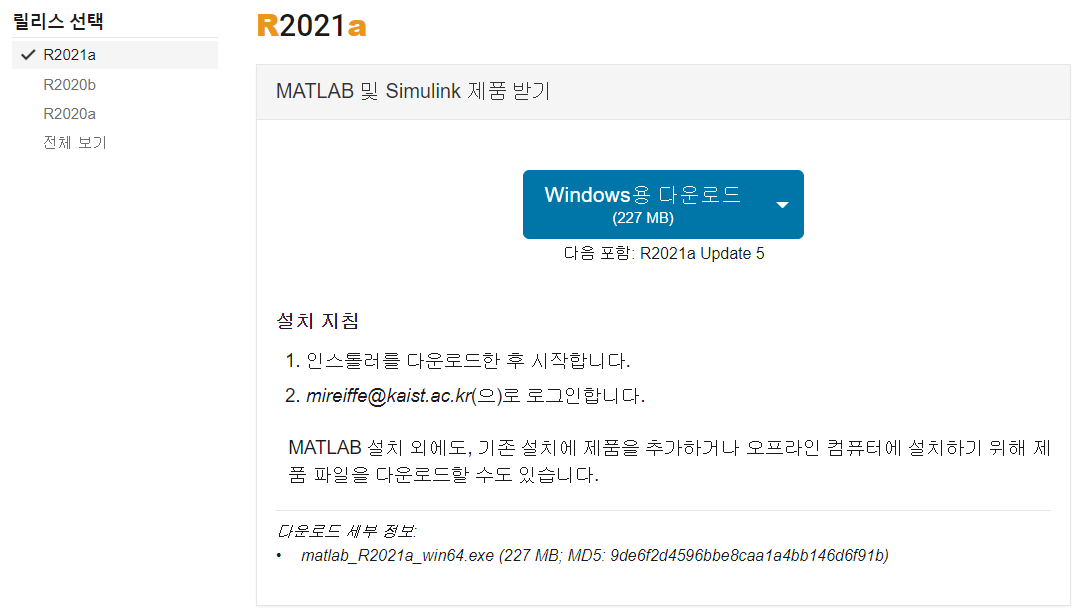 릴리스 선택
R2021a
R2020b
R2020a
전체 보기
R2021a
MATLAB 및 Simulink 제품 받기
Windows용 다운로드
(227 MB)
다음 포함: R2021a Update 5
설치 지침
1. 인스톨러를 다운로드한 후 시작합니다.
2. mireiffe@kaist.ac.kr(으)로 로그인합니다.
MATLAB 설치 외에도, 기존 설치에 제품을 추가하거나 오프라인 컴퓨터에 설치하기 위해 제
품 파일을 다운로드할 수도 있습니다.
다운로드 세부 정보:
• matlab_R2021a_win64.exe (227 MB; MD5: 9de6f2d4596bbe8caa1a4bb146d6f91b)